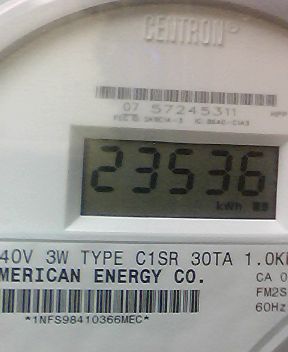 CENTRON
07 57245311
23536
kWh
40V 3W TYPE C1SR 30TA 1.0K
MERICAN ENERGY CO.
CA 0
FM2S
60Hz
*1NFS98410366MEC*